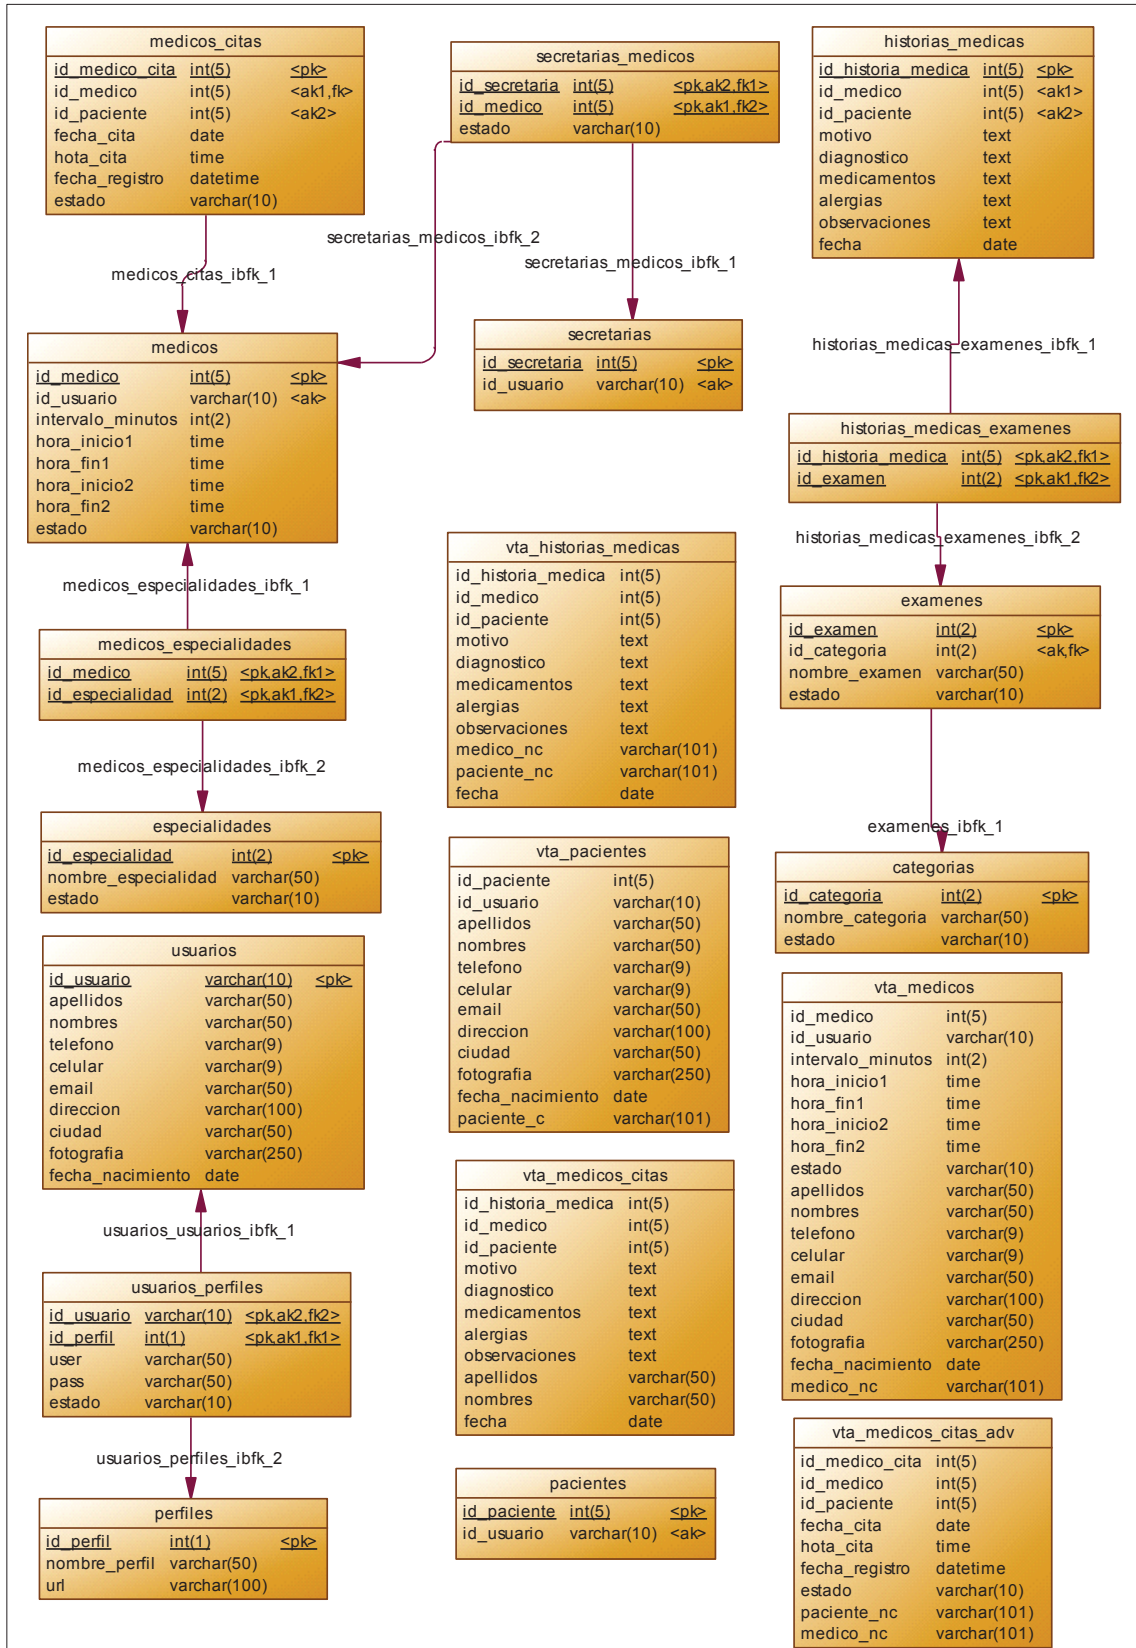 medicos_citas
id_medico_cita int(5) <pk>
id_medico int(5) <ak1,fk>
id_paciente int(5) <ak2>
fecha_cita date
hota_cita time
fecha_registro datetime
estado varchar(10)
secretarias_medicos
id_secretaria int(5) <pk,ak2,fk1>
id_medico int(5) <pk,ak1,fk2>
estado varchar(10)
historias_medicas
id_historia_medica int(5) <pk>
id_medico int(5) <ak1>
id_paciente int(5) <ak2>
motivo text
diagnostico text
medicamentos text
alergias text
observaciones text
fecha date
secretarias_medicos_ibfk_2
secretarias_medicos_ibfk_1
medicos_citas_ibfk_1
historias_medicas_examenes_ibfk_1
medicos
id_medico int(5) <pk>
id_usuario varchar(10) <ak>
intervalo_minutos int(2)
hora_inicio1 time
hora_fin1 time
hora_inicio2 time
hora_fin2 time
estado varchar(10)
secretarias
id_secretaria int(5) <pk>
id_usuario varchar(10) <ak>
historias_medicas_examenes
id_historia_medica int(5) <pk,ak2,fk1>
id_examen int(2) <pk,ak1,fk2>
historias_medicas_examenes_ibfk_2
medicos_especialidades_ibfk_1
vta_historias_medicas
id_historia_medica int(5)
id_medico int(5)
id_paciente int(5)
motivo text
diagnostico text
medicamentos text
alergias text
observaciones text
medico_nc varchar(101)
paciente_nc varchar(101)
fecha date
examenes
id_examen int(2) <pk>
id_categoria int(2) <ak,fk>
nombre_examen varchar(50)
estado varchar(10)
medicos_especialidades
id_medico int(5) <pk,ak2,fk1>
id_especialidad int(2) <pk,ak1,fk2>
medicos_especialidades_ibfk_2
examenes_ibfk_1
especialidades
id_especialidad int(2) <pk>
nombre_especialidad varchar(50)
estado varchar(10)
vta_pacientes
id_paciente int(5)
id_usuario varchar(10)
apellidos varchar(50)
nombres varchar(50)
telefono varchar(9)
celular varchar(9)
email varchar(50)
direccion varchar(100)
ciudad varchar(50)
fotografia varchar(250)
fecha_nacimiento date
paciente_c varchar(101)
categorias
id_categoria int(2) <pk>
nombre_categoria varchar(50)
estado varchar(10)
usuarios
id_usuario varchar(10) <pk>
apellidos varchar(50)
nombres varchar(50)
telefono varchar(9)
celular varchar(9)
email varchar(50)
direccion varchar(100)
ciudad varchar(50)
fotografia varchar(250)
fecha_nacimiento date
vta_medicos
id_medico int(5)
id_usuario varchar(10)
intervalo_minutos int(2)
hora_inicio1 time
hora_fin1 time
hora_inicio2 time
hora_fin2 time
estado varchar(10)
apellidos varchar(50)
nombres varchar(50)
telefono varchar(9)
celular varchar(9)
email varchar(50)
direccion varchar(100)
ciudad varchar(50)
fotografia varchar(250)
fecha_nacimiento date
medico_nc varchar(101)
vta_medicos_citas
id_historia_medica int(5)
id_medico int(5)
id_paciente int(5)
motivo text
diagnostico text
medicamentos text
alergias text
observaciones text
apellidos varchar(50)
nombres varchar(50)
fecha date
usuarios_usuarios_ibfk_1
usuarios_perfiles
id_usuario varchar(10) <pk,ak2,fk2>
id_perfil int(1) <pk,ak1,fk1>
user varchar(50)
pass varchar(50)
estado varchar(10)
usuarios_perfiles_ibfk_2
perfiles
id_perfil int(1) <pk>
nombre_perfil varchar(50)
url varchar(100)
pacientes
id_paciente int(5) <pk>
id_usuario varchar(10) <ak>
vta_medicos_citas_adv
id_medico_cita int(5)
id_medico int(5)
id_paciente int(5)
fecha_cita date
hota_cita time
fecha_registro datetime
estado varchar(10)
paciente_nc varchar(101)
medico_nc varchar(101)